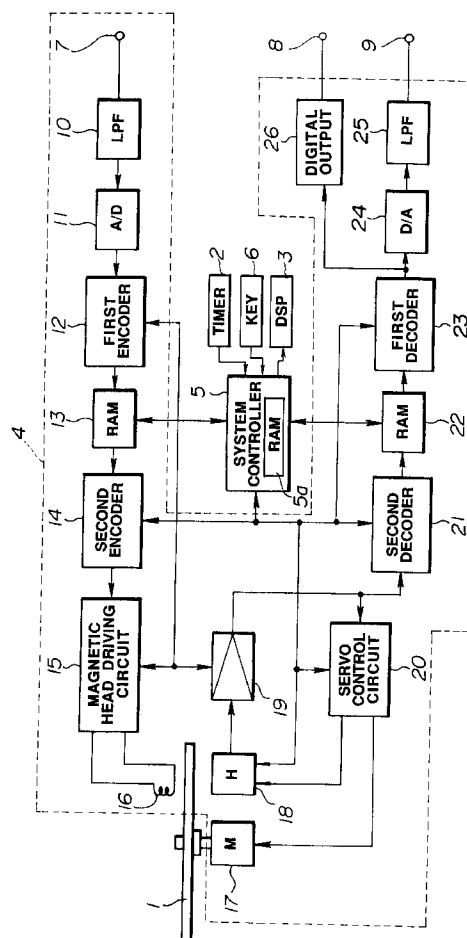 4
7
10
LPF
11
A/D
12
FIRST ENCODER
13
RAM
14
SECOND ENCODER
15
MAGNETIC HEAD DRIVING CIRCUIT
16
1
M
17
H
18
19
5
SYSTEM CONTROLLER
RAM
5a
TIMER
2
KEY
6
DSP
3
SERVO CONTROL CIRCUIT
20
SECOND DECODER
21
RAM
22
FIRST DECODER
23
D/A
24
LPF
25
9
DIGITAL OUTPUT
26
8